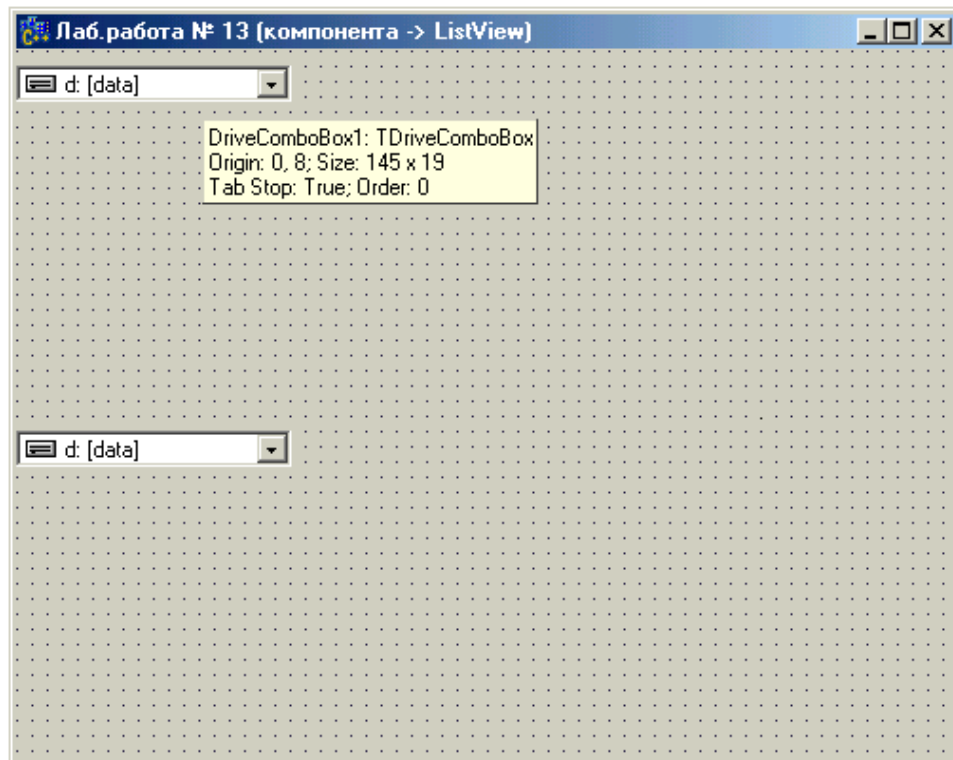 Лаб.работа № 13 (компонента -> ListView)
d: [data]
DriveComboBox1: TDriveComboBox
Origin: 0, 8; Size: 145 x 19
Tab Stop: True; Order: 0
d: [data]